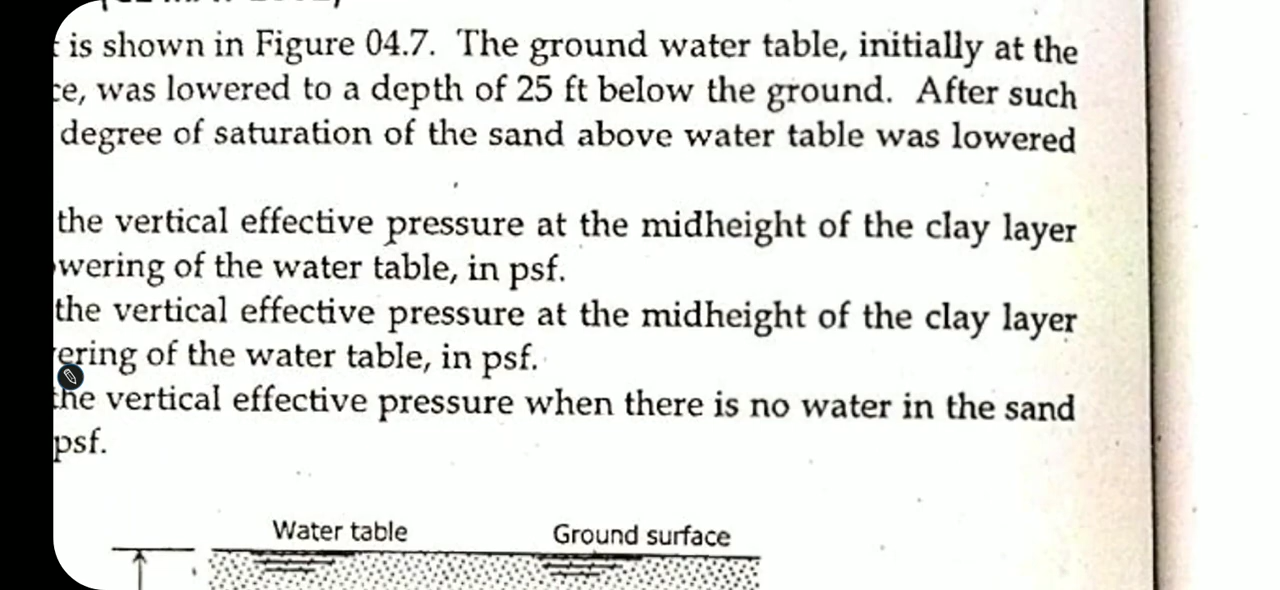 is shown in Figure 04.7. The ground water table, initially at the
e, was lowered to a depth of 25 ft below the ground. After such
degree of saturation of the sand above water table was lowered
the vertical effective pressure at the midheight of the clay layer
wering of the water table, in psf.
the vertical effective pressure at the midheight of the clay layer
ering of the water table, in psf.
the vertical effective pressure when there is no water in the sand
psf.
Water table Ground surface